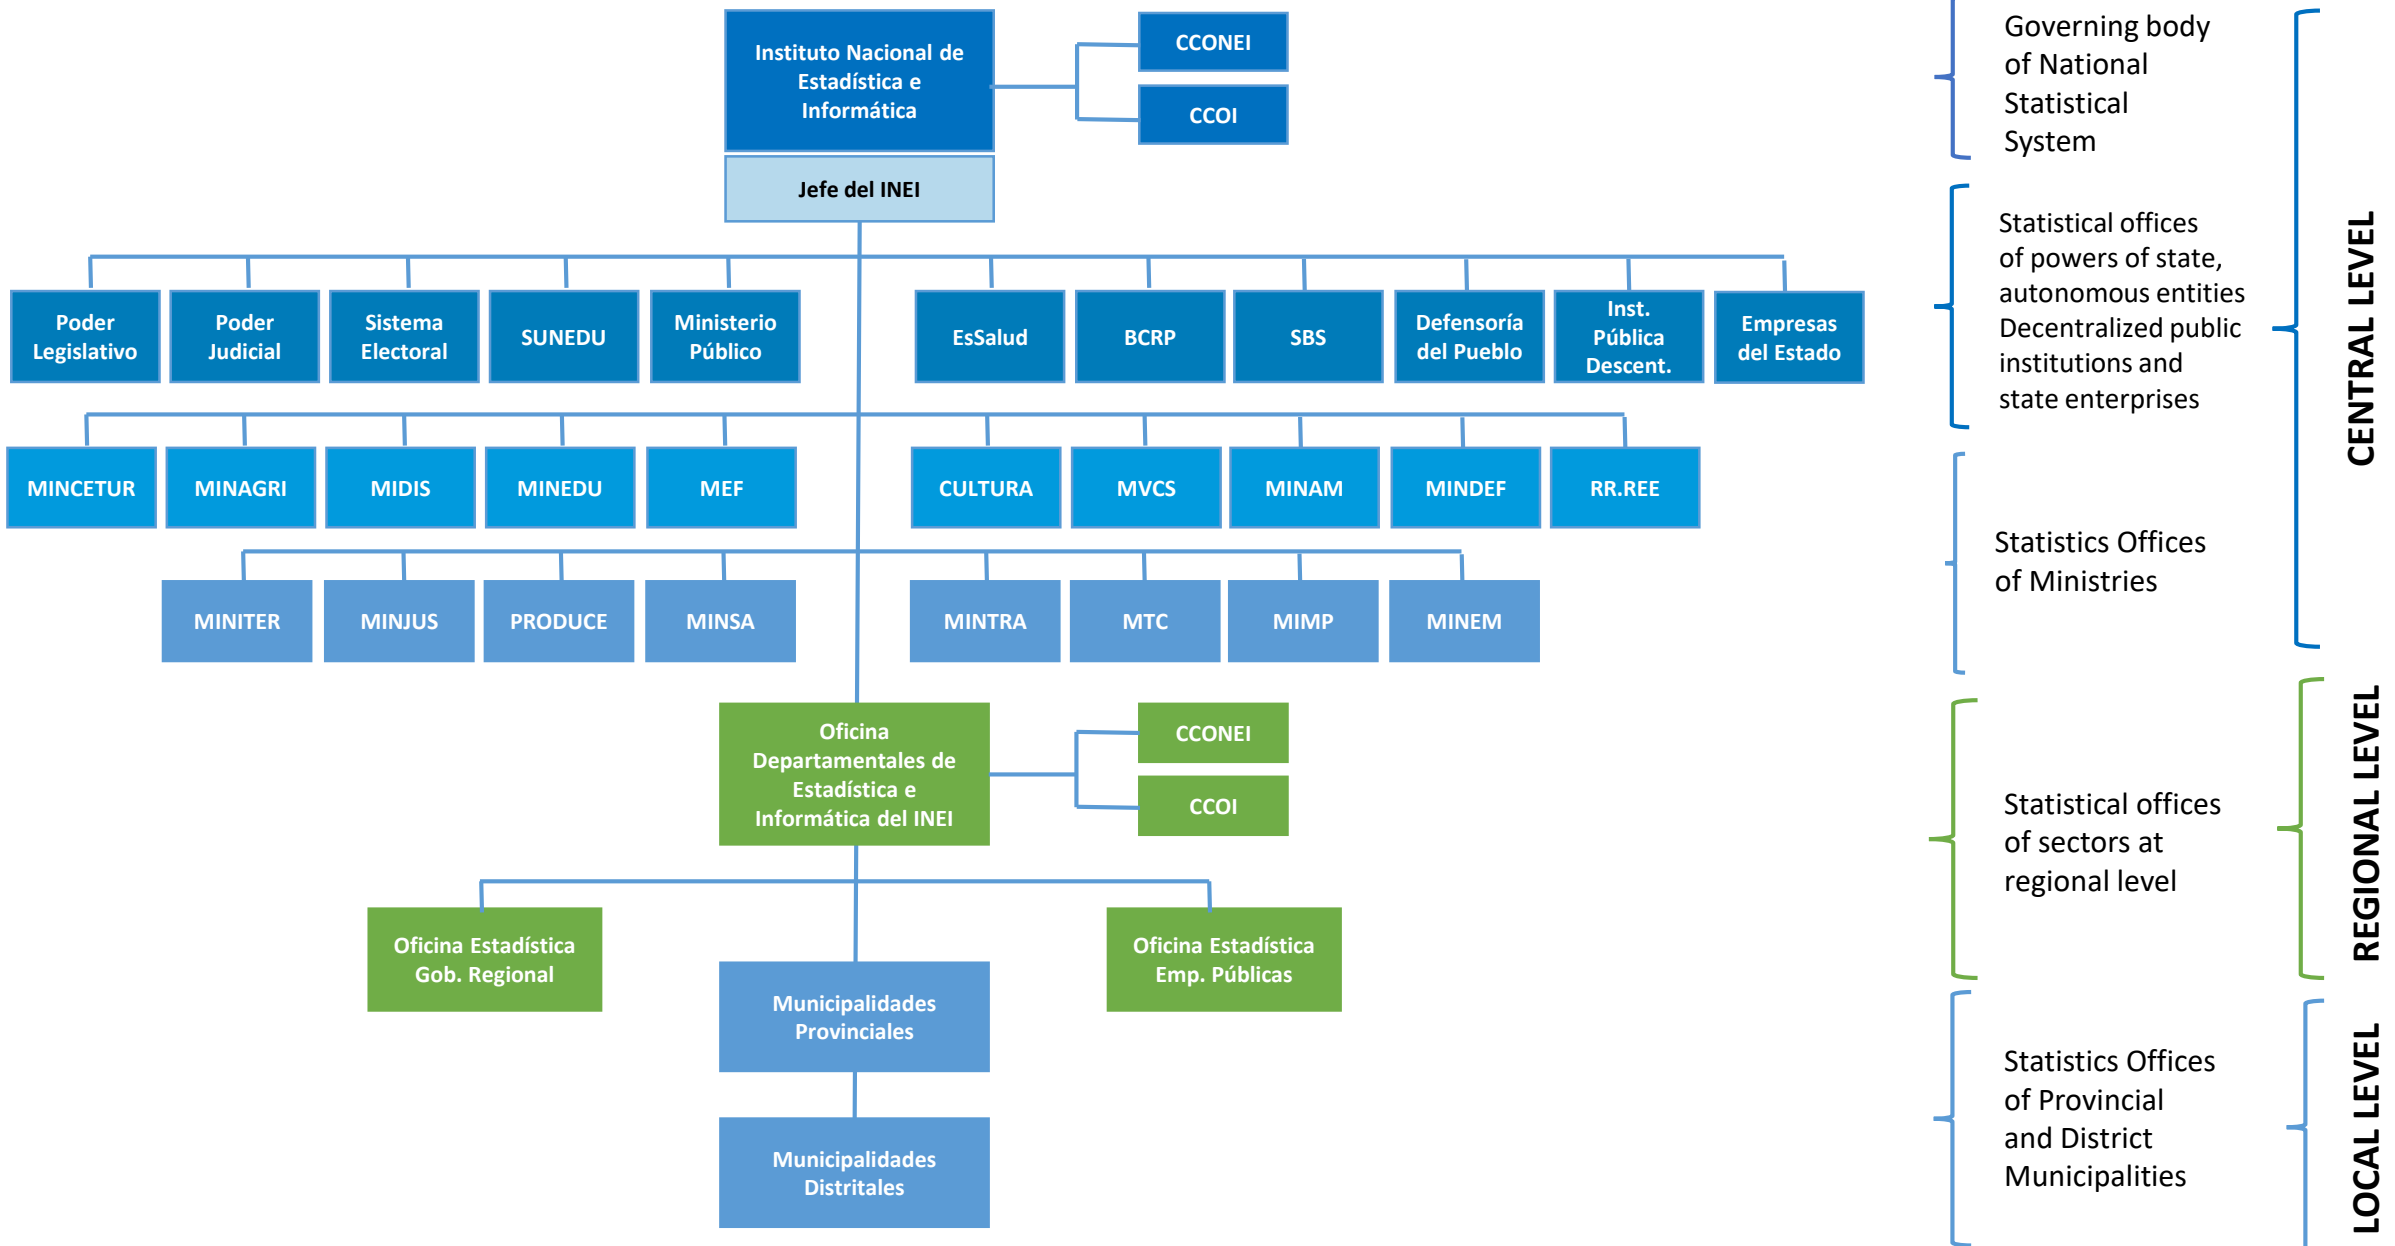 Instituto Nacional de
Estadística e
Informática
CCONEI
CCOI
Jefe del INEI
Governing body
of National
Statistical
System
Poder
Legislativo
Poder
Judicial
Sistema
Electoral
SUNEDU
Ministerio
Público
EsSalud
BCRP
SBS
Defensoría
del Pueblo
Inst.
Pública
Descent.
Empresas
del Estado
Statistical offices
of powers of state,
autonomous entities
Decentralized public
institutions and
state enterprises
CENTRAL LEVEL
MINCETUR
MINAGRI
MIDIS
MINEDU
MEF
CULTURA
MVCS
MINAM
MINDEF
RR.REE
MINITER
MINJUS
PRODUCE
MINSA
MINTRA
MTC
MIMP
MINEM
Statistics Offices
of Ministries
Oficina
Departamentales de
Estadística e
Informática del INEI
CCONEI
CCOI
Oficina Estadística
Gob. Regional
Oficina Estadística
Emp. Públicas
Statistical offices
of sectors at
regional level
REGIONAL LEVEL
Municipalidades
Provinciales
Municipalidades
Distritales
Statistics Offices
of Provincial
and District
Municipalities
LOCAL LEVEL